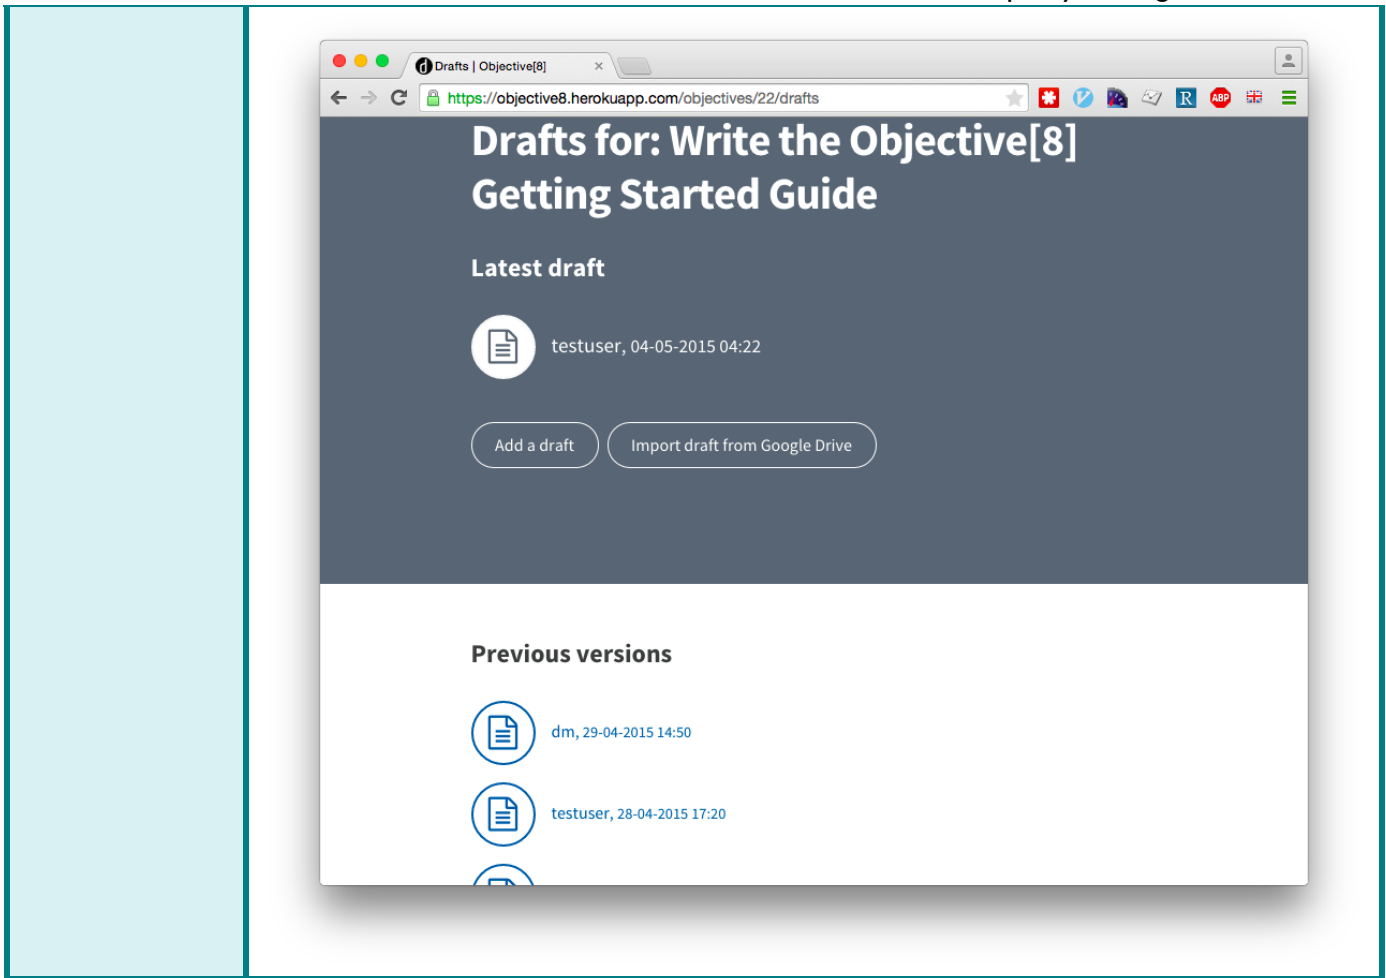 Drafts | Objective[8]
https://objective8.herokuapp.com/objectives/22/drafts
R
ABP
Drafts for: Write the Objective[8]
Getting Started Guide
Latest draft
testuser, 04-05-2015 04:22
Add a draft
Import draft from Google Drive
Previous versions
dm, 29-04-2015 14:50
testuser, 28-04-2015 17:20